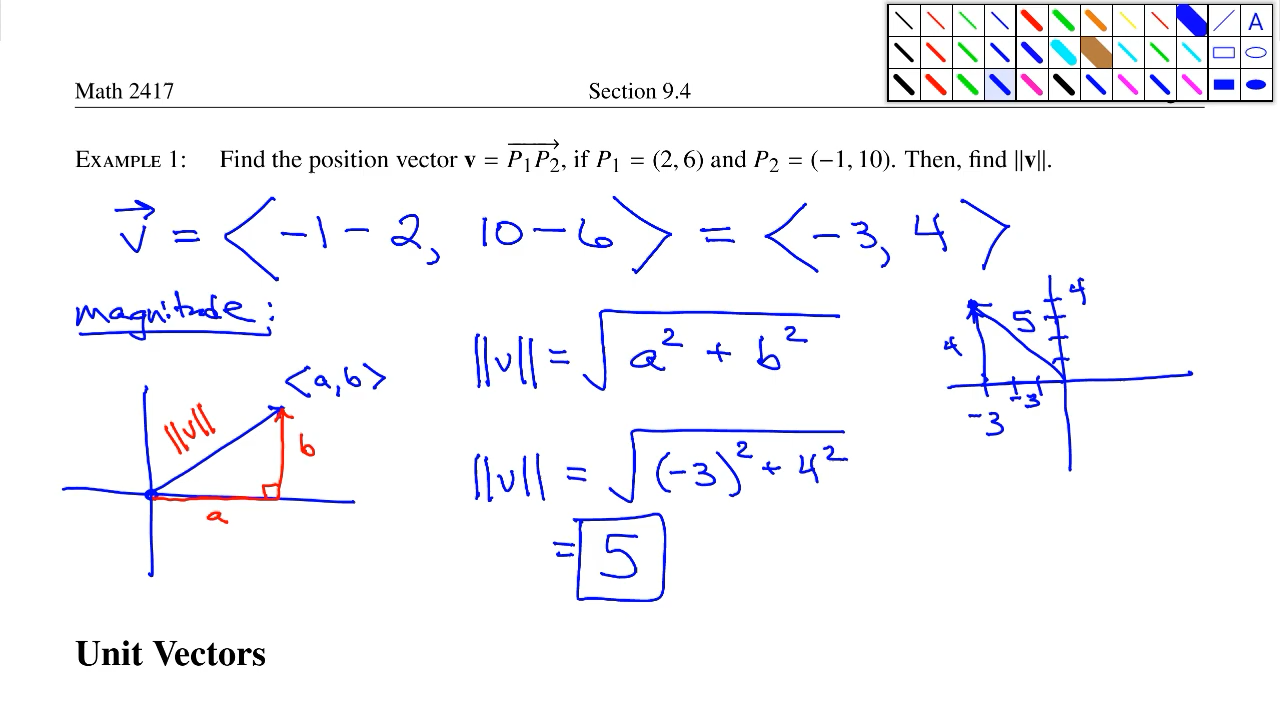 A
Math 2417 Section 9.4
EXAMPLE 1: Find the position vector v = P₁P₂, if P₁ = (2, 6) and P₂ = (−1, 10). Then, find ||v||.
v = <−1 − 2, 10 − 6> = <−3, 4>
magnitude:
||v|| = √(a² + b²)
<a,b>
||v||
b
a
4
5
4
-3
-3
||v|| = √((−3)² + 4²)
= 5
Unit Vectors